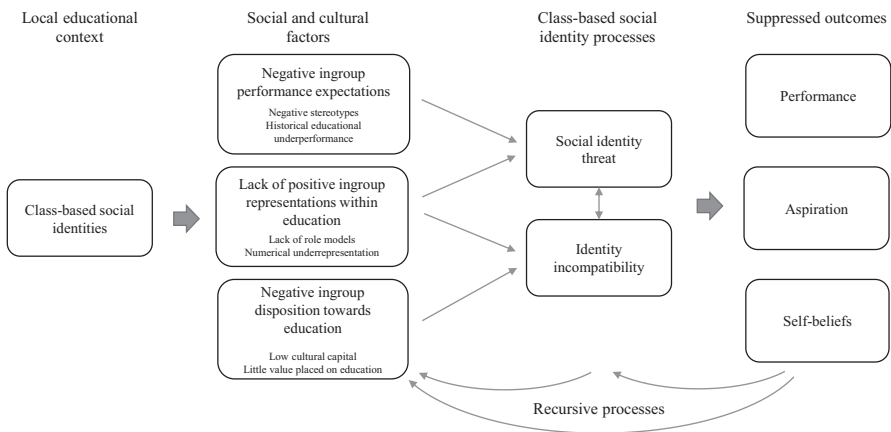 Local educational
context
Social and cultural
factors
Class-based social
identity processes
Suppressed outcomes
Class-based social
identities
Negative ingroup
performance expectations
Negative stereotypes
Historical educational
underperformance
Lack of positive ingroup
representations within
education
Lack of role models
Numerical underrepresentation
Negative ingroup
disposition towards
education
Low cultural capital
Little value placed on education
Social identity
threat
Identity
incompatibility
Performance
Aspiration
Self-beliefs
Recursive processes